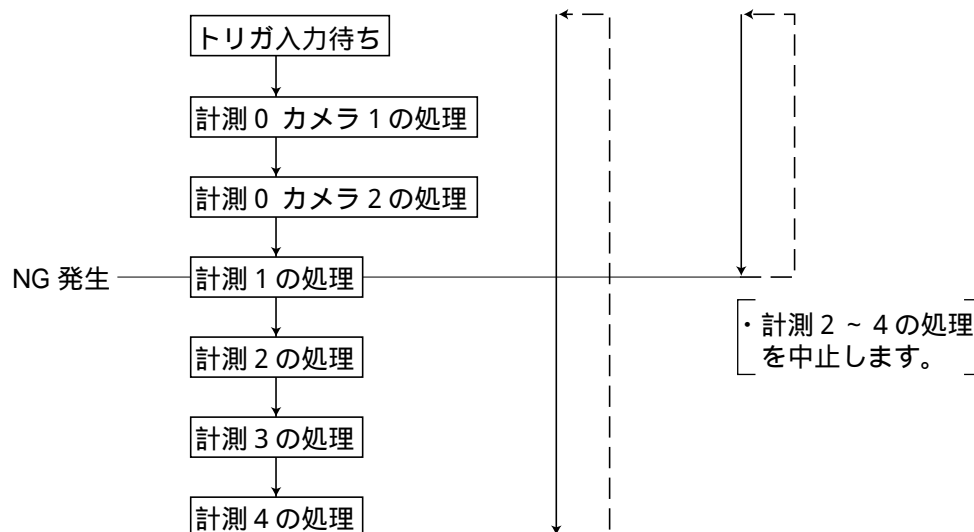 トリガ入力待ち
計測0 カメラ1の処理
計測0 カメラ2の処理
NG 発生
計測1の処理
・計測2 ~ 4の処理
を中止します。
計測2の処理
計測3の処理
計測4の処理